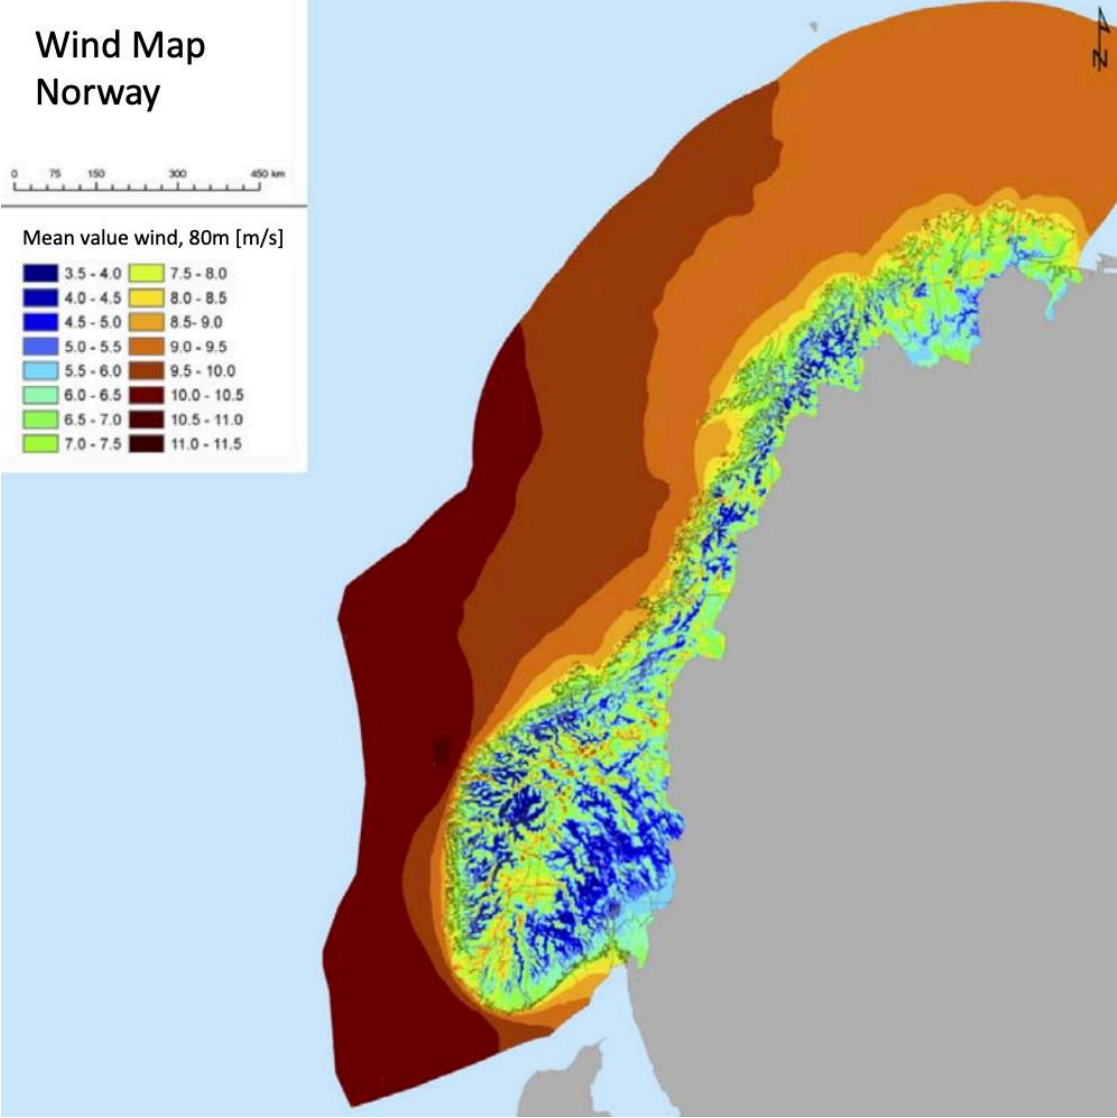 Wind Map
Norway
0 75 150 300 450 km
Mean value wind, 80m [m/s]
3.5 - 4.0 7.5 - 8.0
4.0 - 4.5 8.0 - 8.5
4.5 - 5.0 8.5- 9.0
5.0 - 5.5 9.0 - 9.5
5.5 - 6.0 9.5 - 10.0
6.0 - 6.5 10.0 - 10.5
6.5 - 7.0 10.5 - 11.0
7.0 - 7.5 11.0 - 11.5
N